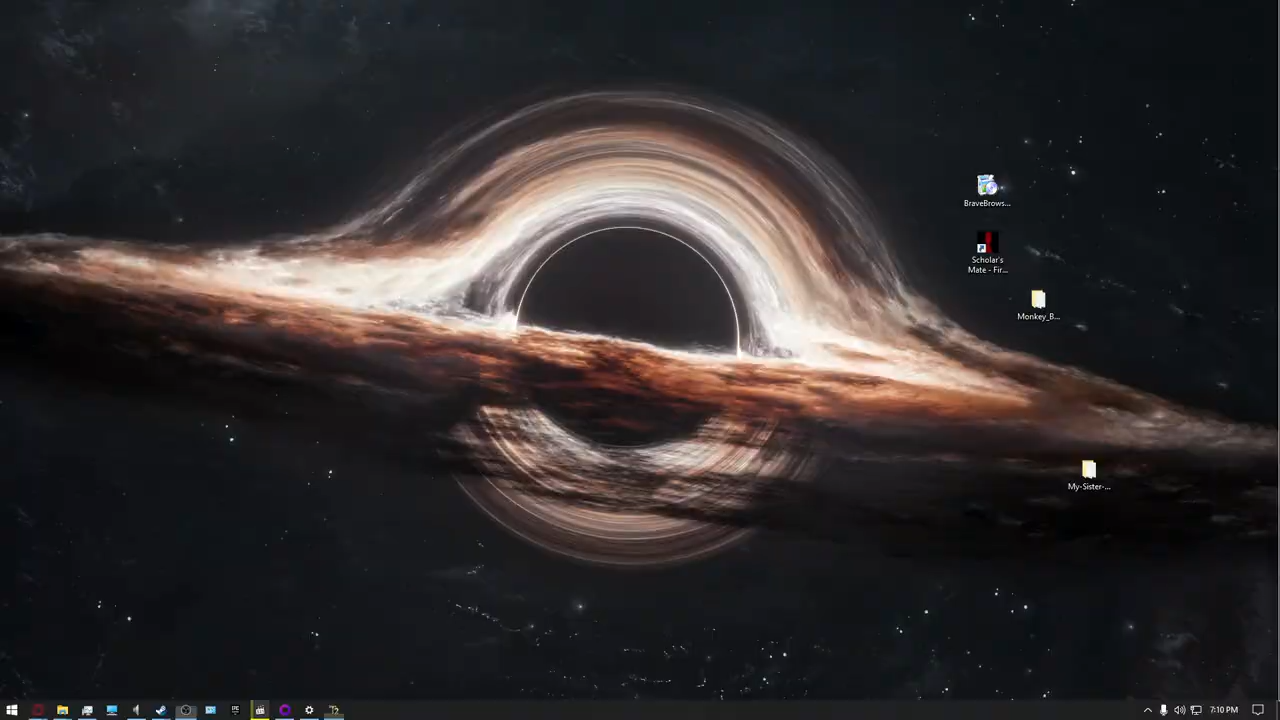 BraveBrows...
Scholar's
Mate - Fir...
Monkey_B...
My-Sister-...
7:10 PM